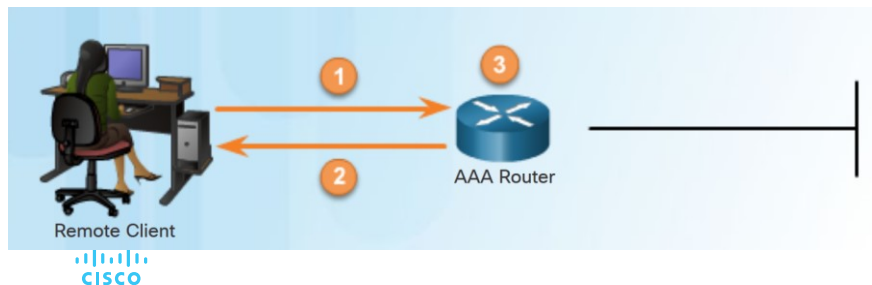 1
3
2
AAA Router
Remote Client
CISCO